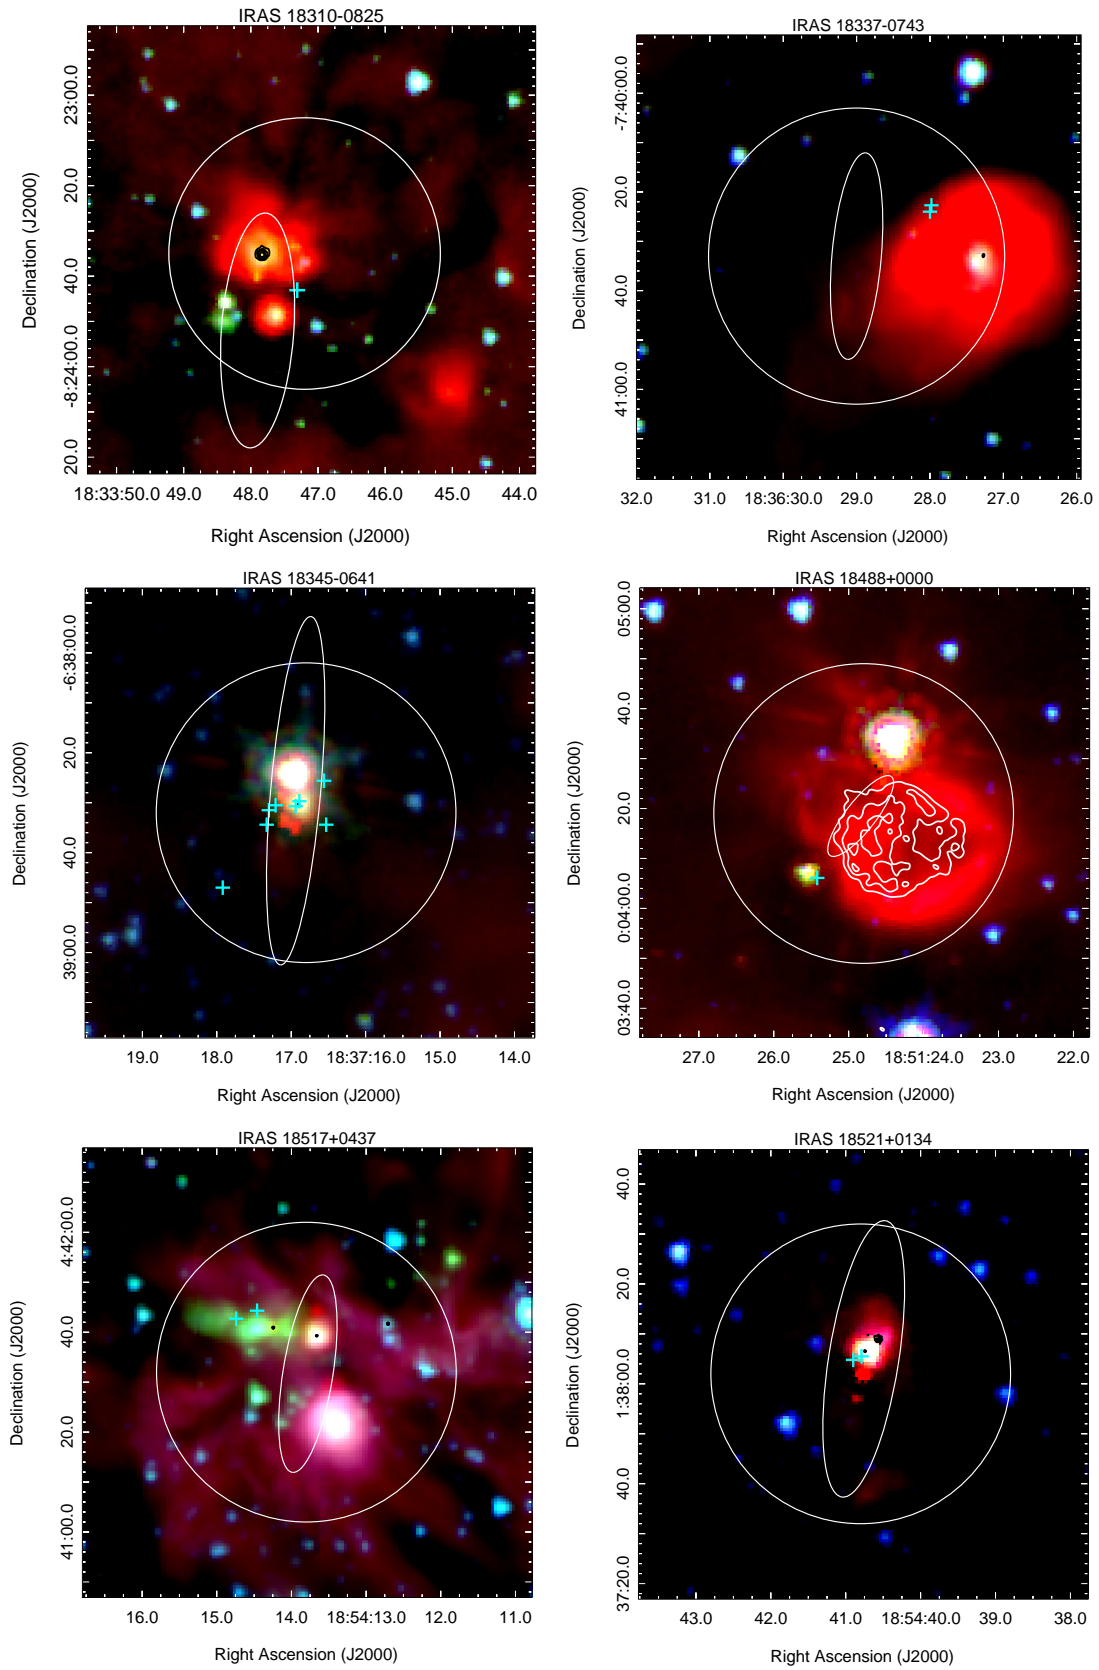 IRAS 18310-0825
Declination (J2000)
23:00.0
20.0
40.0
-8:24:00.0
20.0
18:33:50.0 49.0 48.0 47.0 46.0 45.0 44.0
Right Ascension (J2000)
IRAS 18337-0743
Declination (J2000)
-7:40:00.0
20.0
40.0
41:00.0
32.0 31.0 18:36:30.0 29.0 28.0 27.0 26.0
Right Ascension (J2000)
IRAS 18345-0641
Declination (J2000)
-6:38:00.0
20.0
40.0
39:00.0
19.0 18.0 17.0 18:37:16.0 15.0 14.0
Right Ascension (J2000)
IRAS 18488+0000
Declination (J2000)
05:00.0
40.0
20.0
0:04:00.0
03:40.0
27.0 26.0 25.0 18:51:24.0 23.0 22.0
Right Ascension (J2000)
IRAS 18517+0437
Declination (J2000)
4:42:00.0
40.0
20.0
41:00.0
16.0 15.0 14.0 18:54:13.0 12.0 11.0
Right Ascension (J2000)
IRAS 18521+0134
Declination (J2000)
40.0
20.0
1:38:00.0
40.0
37:20.0
43.0 42.0 41.0 18:54:40.0 39.0 38.0
Right Ascension (J2000)